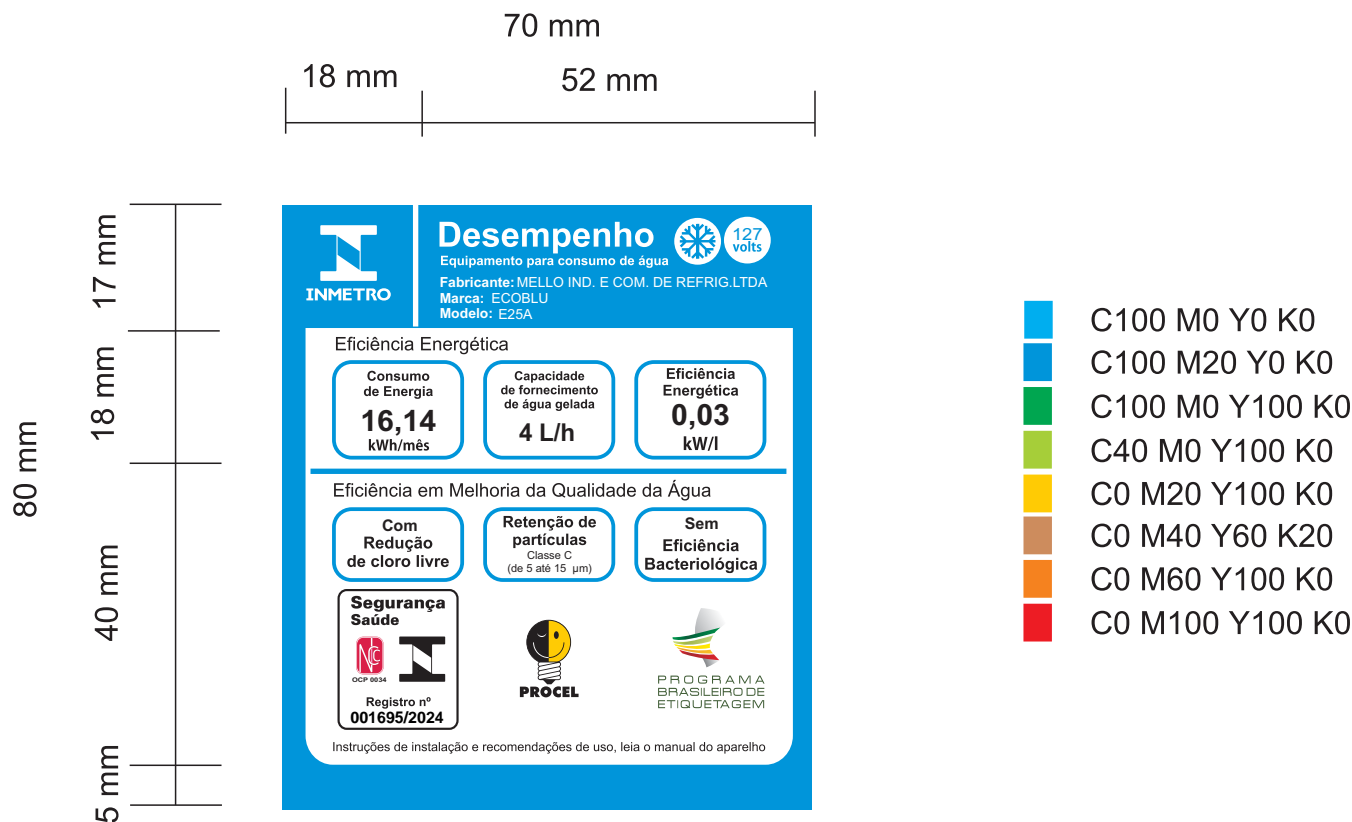 70 mm
18 mm
52 mm
80 mm
17 mm
18 mm
40 mm
5 mm
INMETRO
Desempenho
127
volts
Equipamento para consumo de água
Fabricante: MELLO IND. E COM. DE REFRIG.LTDA
Marca: ECOBLU
Modelo: E25A
Eficiência Energética
Consumo
de Energia
16,14
kWh/mês
Capacidade
de fornecimento
de água gelada
4 L/h
Eficiência
Energética
0,03
kW/l
Eficiência em Melhoria da Qualidade da Água
Com
Redução
de cloro livre
Retenção de
partículas
Classe C
(de 5 até 15 µm)
Sem
Eficiência
Bacteriológica
Segurança
Saúde
NCC
OCP 0034
Registro nº
001695/2024
PROCEL
PROGRAMA
BRASILEIRO DE
ETIQUETAGEM
Instruções de instalação e recomendações de uso, leia o manual do aparelho
C100 M0 Y0 K0
C100 M20 Y0 K0
C100 M0 Y100 K0
C40 M0 Y100 K0
C0 M20 Y100 K0
C0 M40 Y60 K20
C0 M60 Y100 K0
C0 M100 Y100 K0